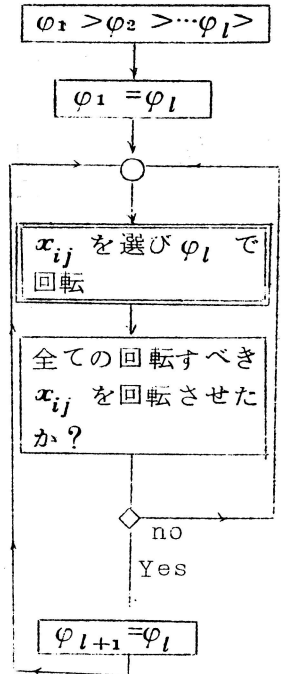 φ₁ >φ₂ >⋯φₗ>
φ₁ =φₗ
xᵢⱼ を選び φₗ で
回転
全ての回転すべき
xᵢⱼ を回転させた
か?
no
Yes
φₗ₊₁=φₗ